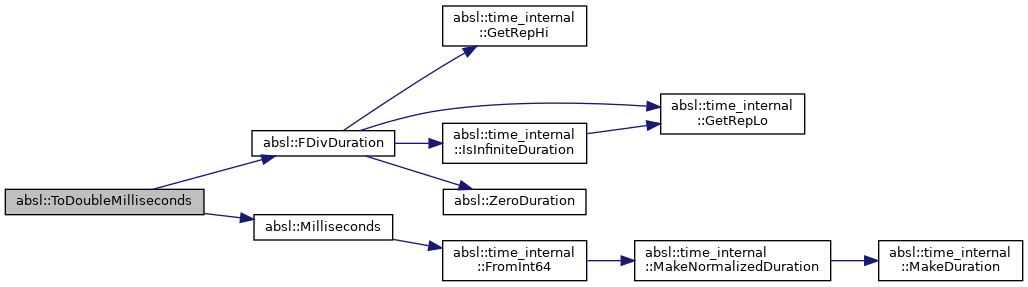 absl::time_internal
::GetRepHi
absl::time_internal
::GetRepLo
absl::FDivDuration
absl::time_internal
::IsInfiniteDuration
absl::ToDoubleMilliseconds
absl::ZeroDuration
absl::Milliseconds
absl::time_internal
::FromInt64
absl::time_internal
::MakeNormalizedDuration
absl::time_internal
::MakeDuration